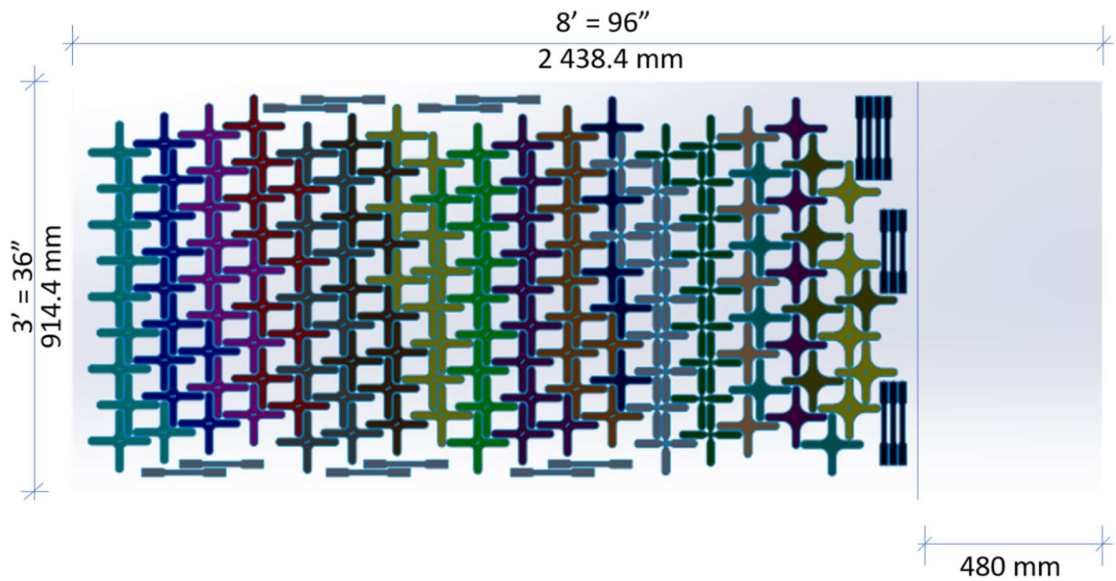 8’ = 96”
2 438.4 mm
3’ = 36”
914.4 mm
480 mm